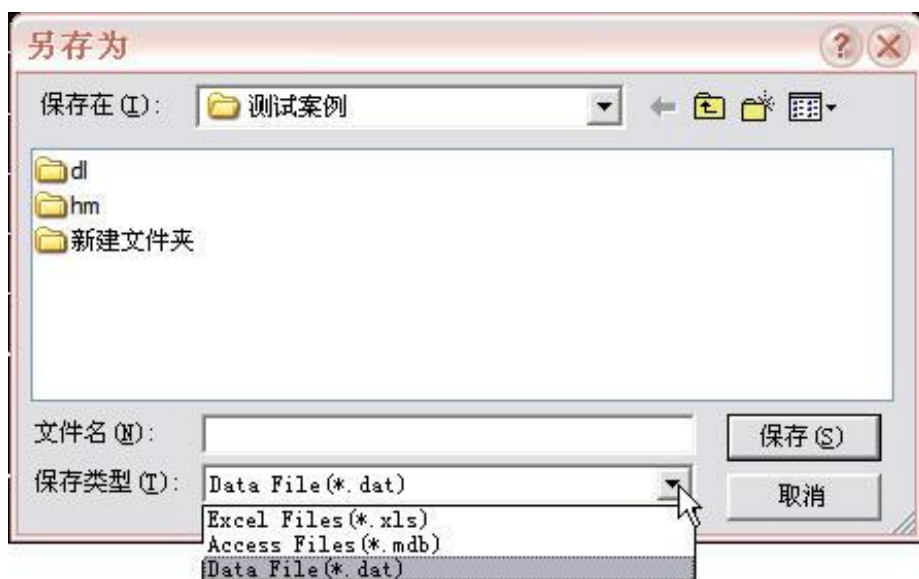 另存为
保存在(I):
测试案例
dl
hm
新建文件夹
文件名(N):
保存(S)
保存类型(T):
Data File(*.dat)
取消
Excel Files(*.xls)
Access Files(*.mdb)
Data File(*.dat)